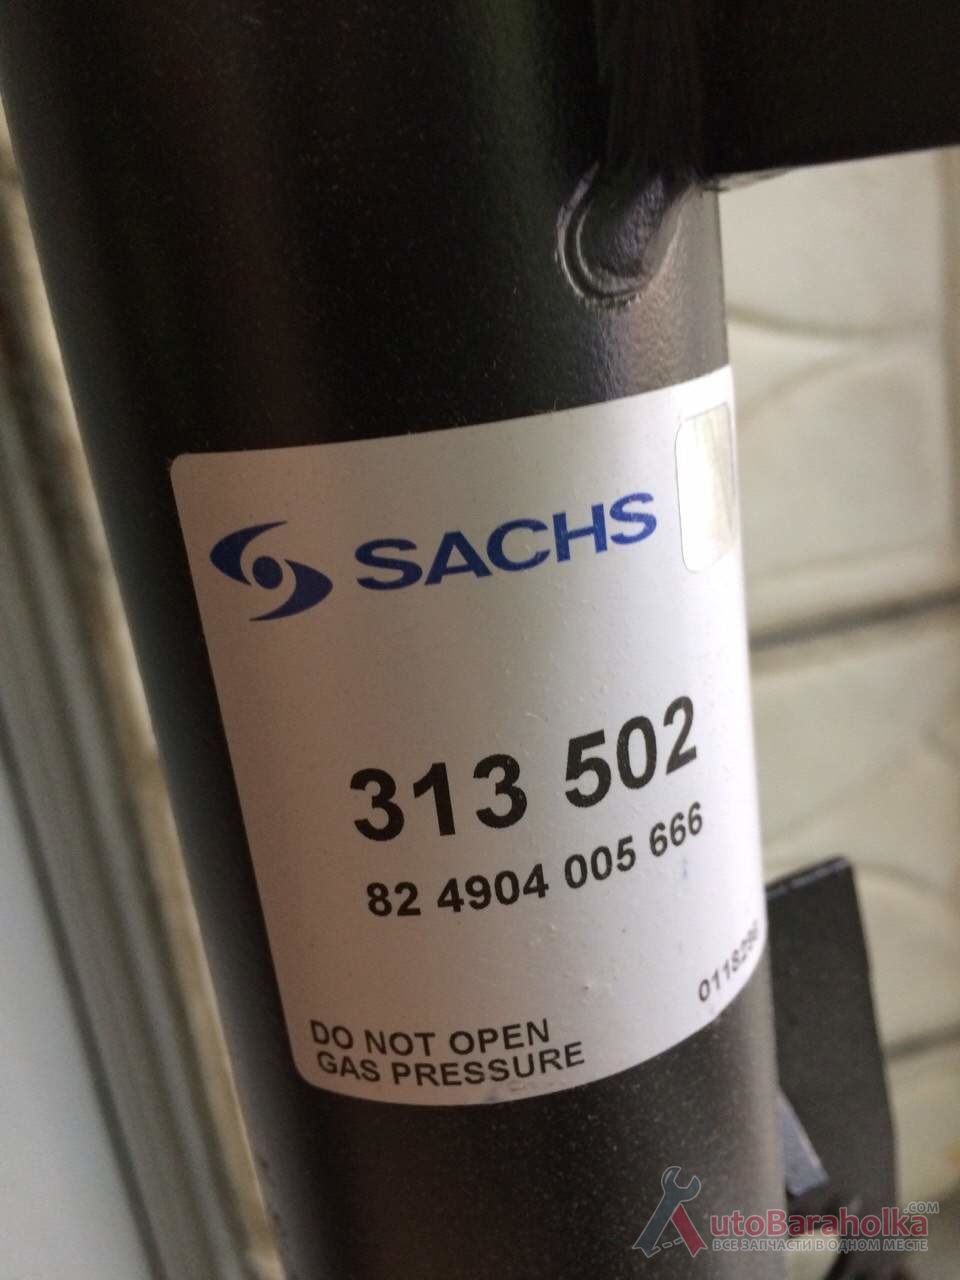 SACHS
313 502
82 4904 005 666
DO NOT OPEN
GAS PRESSURE
AutoBaraholka.COM
ВСЕ ЗАПЧАСТИ В ОДНОМ МЕСТЕ